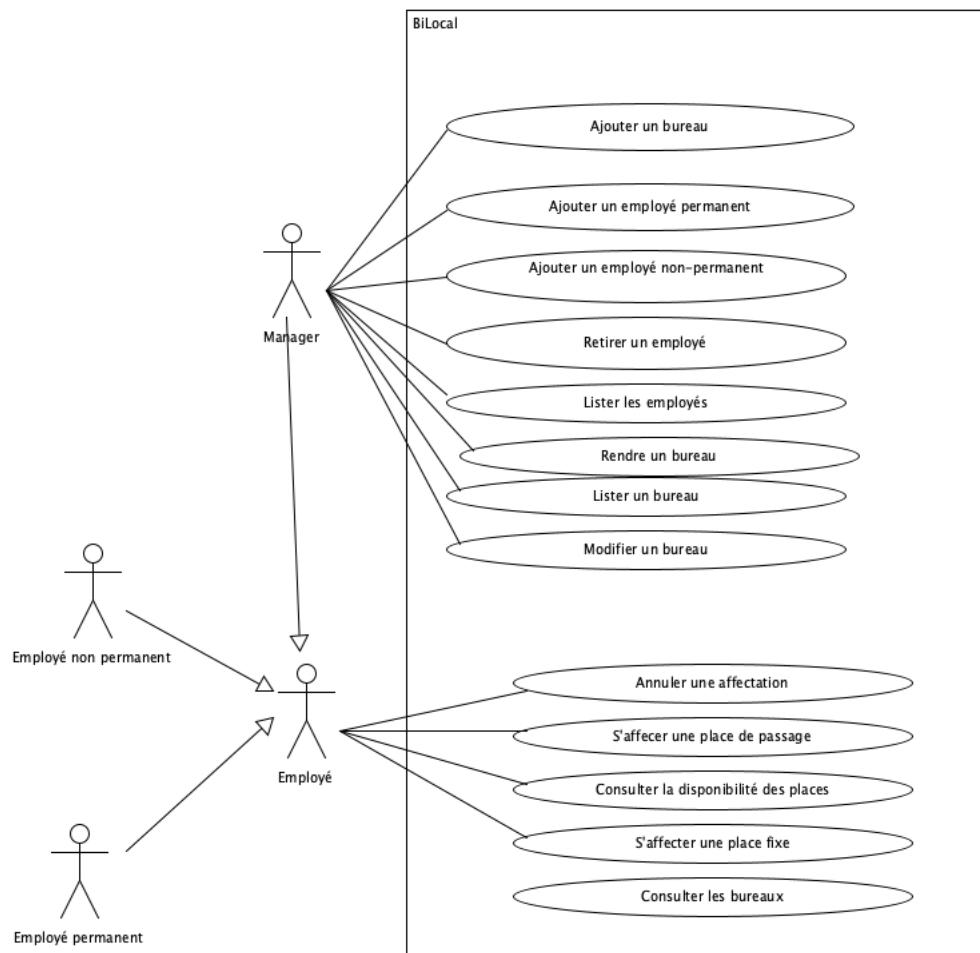 BiLocal
Ajouter un bureau
Ajouter un employé permanent
Ajouter un employé non-permanent
Manager
Retirer un employé
Lister les employés
Rendre un bureau
Lister un bureau
Modifier un bureau
Employé non permanent
Annuler une affectation
S'affecer une place de passage
Employé
Consulter la disponibilité des places
S'affecter une place fixe
Consulter les bureaux
Employé permanent